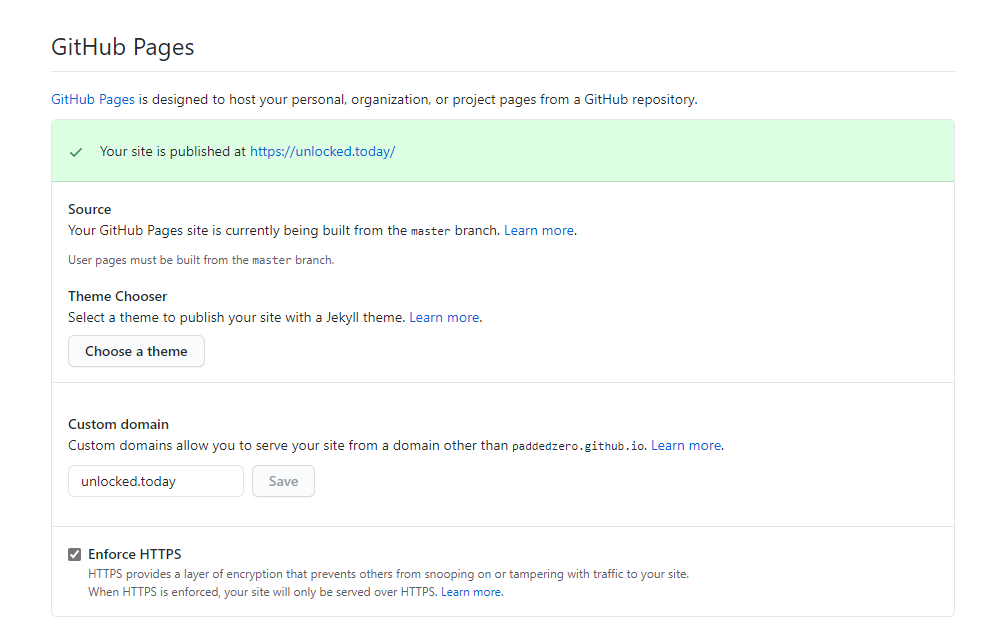 GitHub Pages
GitHub Pages is designed to host your personal, organization, or project pages from a GitHub repository.
Your site is published at https://unlocked.today/
Source
Your GitHub Pages site is currently being built from the master branch. Learn more.
User pages must be built from the master branch.
Theme Chooser
Select a theme to publish your site with a Jekyll theme. Learn more.
Choose a theme
Custom domain
Custom domains allow you to serve your site from a domain other than paddedzero.github.io. Learn more.
unlocked.today Save
Enforce HTTPS
HTTPS provides a layer of encryption that prevents others from snooping on or tampering with traffic to your site.
When HTTPS is enforced, your site will only be served over HTTPS. Learn more.